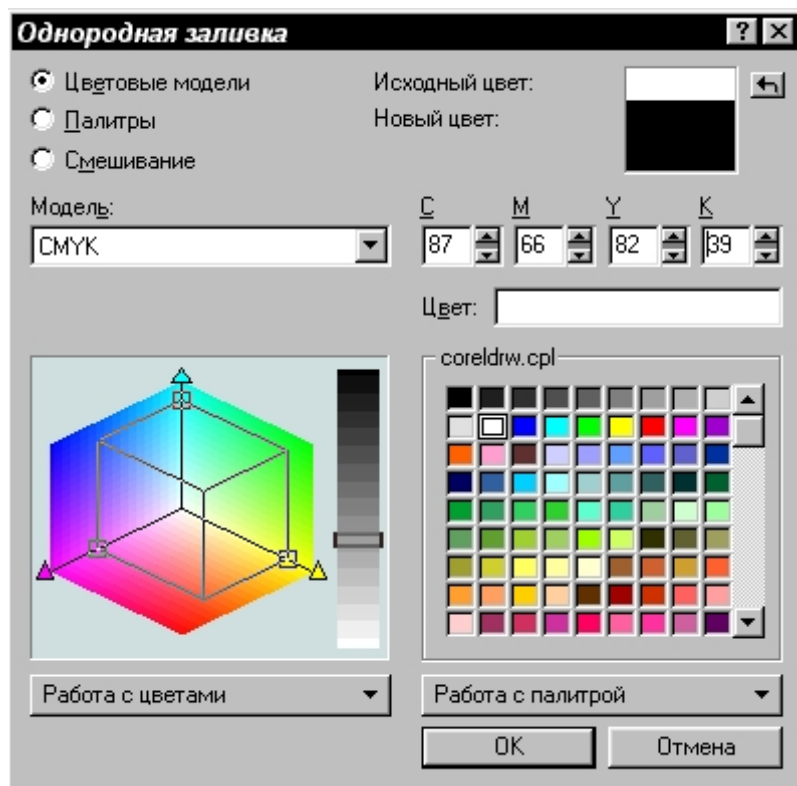 Однородная заливка
Цветовые модели
Палитры
Смешивание
Исходный цвет:
Новый цвет:
Модель:
CMYK
C M Y K
87 66 82 39
Цвет:
coreldrw.cpl
Работа с цветами
Работа с палитрой
OK Отмена